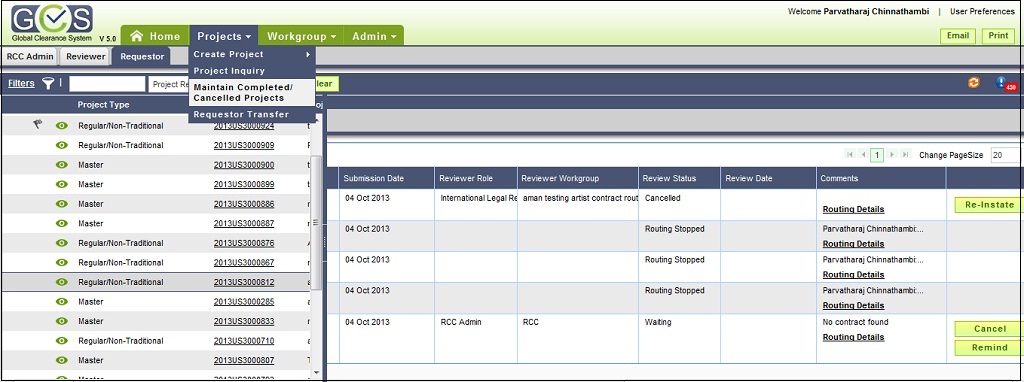 GCS
Global Clearance System V 5.0
Welcome Parvatharaj Chinnathambi | User Preferences
Home Projects Workgroup Admin
Email Print
RCC Admin Reviewer Requestor
Create Project
Project Inquiry
Maintain Completed/
Cancelled Projects
Requestor Transfer
Filters Project Re lear
430
Project Type oj
Regular/Non-Traditional 2013US3000924 t
Regular/Non-Traditional 2013US3000909
Master 2013US3000900 t
Master 2013US3000899 t
Master 2013US3000886
Master 2013US3000887
Regular/Non-Traditional 2013US3000876
Regular/Non-Traditional 2013US3000867
Regular/Non-Traditional 2013US3000812 a
Master 2013US3000285 a
Master 2013US3000833
Regular/Non-Traditional 2013US3000710 a
Master 2013US3000807 T
1 Change PageSize 20
Submission Date Reviewer Role Reviewer Workgroup Review Status Review Date Comments
04 Oct 2013 International Legal Re aman testing artist contract rout Cancelled
Routing Details Re-Instate
04 Oct 2013 Routing Stopped Parvatharaj Chinnathambi:...
Routing Details
04 Oct 2013 Routing Stopped Parvatharaj Chinnathambi:...
Routing Details
04 Oct 2013 Routing Stopped Parvatharaj Chinnathambi:...
Routing Details
04 Oct 2013 RCC Admin RCC Waiting No contract found
Routing Details
Cancel
Remind